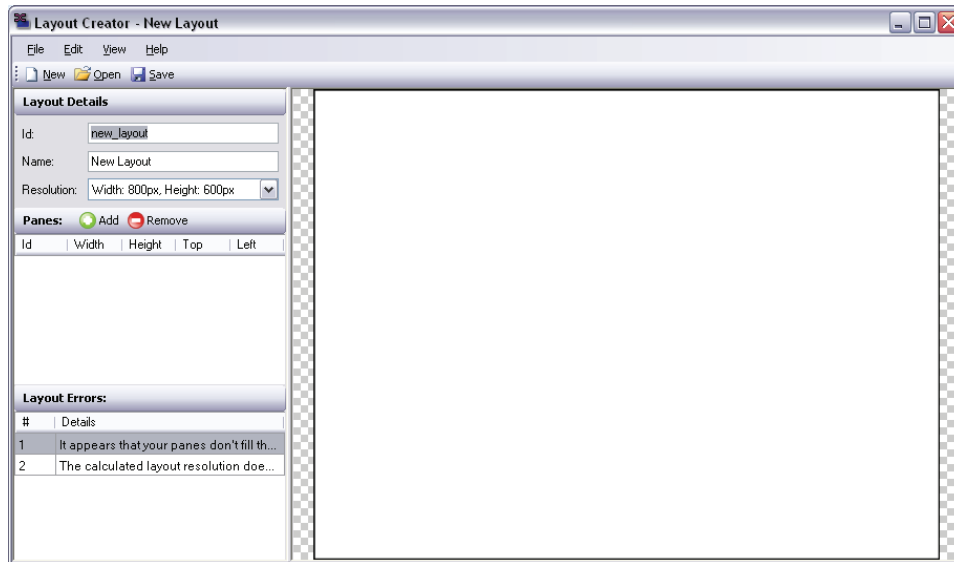 Layout Creator - New Layout
File Edit View Help
New Open Save
Layout Details
Id: new_layout
Name: New Layout
Resolution: Width: 800px, Height: 600px
Panes: Add Remove
Id Width Height Top Left
Layout Errors:
# Details
1 It appears that your panes don't fill th...
2 The calculated layout resolution doe...